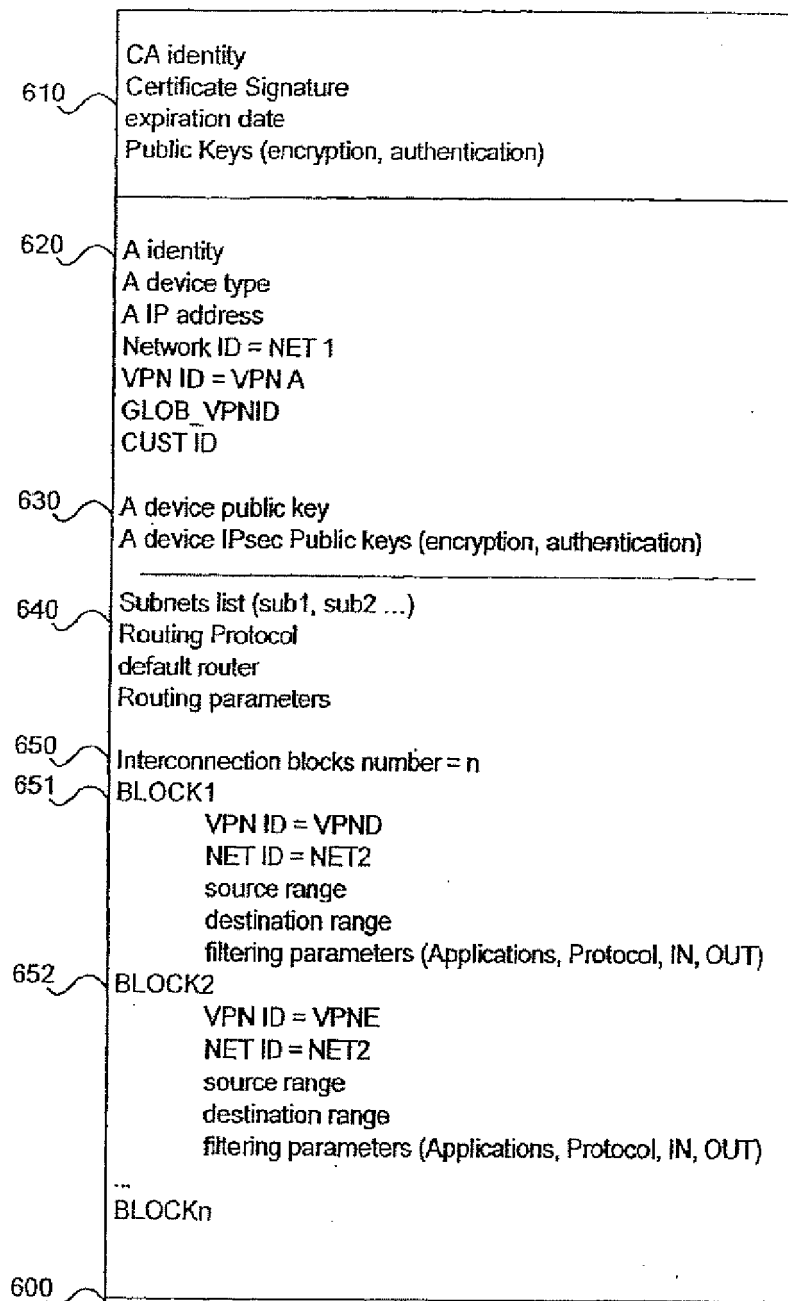 CA identity
610 Certificate Signature
expiration date
Public Keys (encryption, authentication)
620 A identity
A device type
A IP address
Network ID = NET 1
VPN ID = VPN A
GLOB_VPNID
CUST ID
630 A device public key
A device IPsec Public keys (encryption, authentication)
640 Subnets list (sub1, sub2 ...)
Routing Protocol
default router
Routing parameters
650 Interconnection blocks number = n
651 BLOCK1
VPN ID = VPND
NET ID = NET2
source range
destination range
filtering parameters (Applications, Protocol, IN, OUT)
652 BLOCK2
VPN ID = VPNE
NET ID = NET2
source range
destination range
filtering parameters (Applications, Protocol, IN, OUT)
...
BLOCKn
600